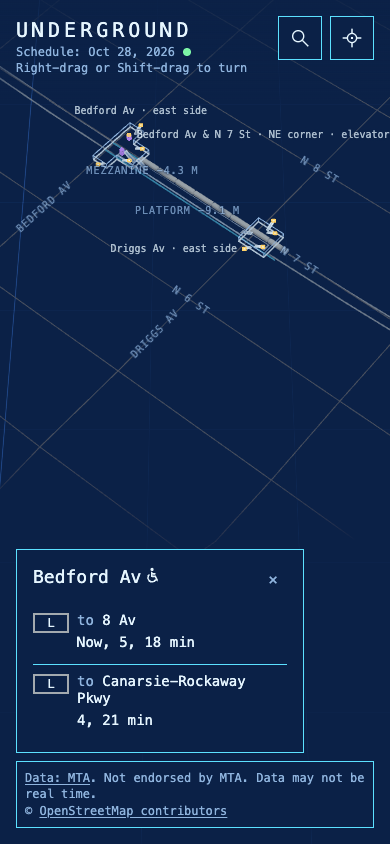 UNDERGROUND
Schedule: Oct 28, 2026
Right-drag or Shift-drag to turn
Bedford Av · east side
Bedford Av & N 7 St · NE corner · elevator
MEZZANINE −4.3 M
N 8 ST
BEDFORD AV
PLATFORM −9.1 M
Driggs Av · east side
N 7 ST
N 6 ST
DRIGGS AV
Bedford Av
×
L to 8 Av
Now, 5, 18 min
L to Canarsie–Rockaway
Pkwy
4, 21 min
Data: MTA. Not endorsed by MTA. Data may not be
real time.
© OpenStreetMap contributors